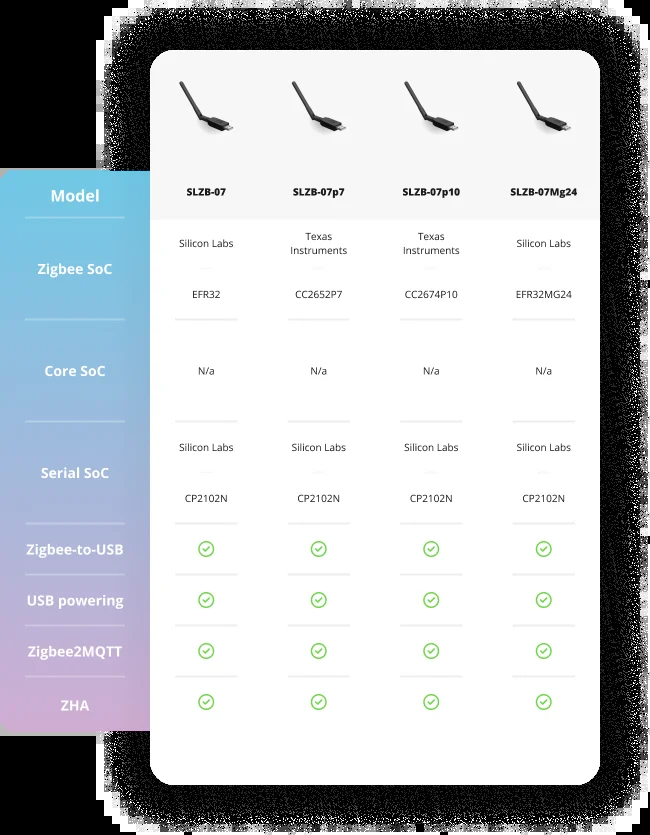 Model
SLZB-07
SLZB-07p7
SLZB-07p10
SLZB-07Mg24
Zigbee SoC
Silicon Labs
Texas
Instruments
Texas
Instruments
Silicon Labs
EFR32
CC2652P7
CC2674P10
EFR32MG24
Core SoC
N/a
N/a
N/a
N/a
Serial SoC
Silicon Labs
Silicon Labs
Silicon Labs
Silicon Labs
CP2102N
CP2102N
CP2102N
CP2102N
Zigbee-to-USB
USB powering
Zigbee2MQTT
ZHA